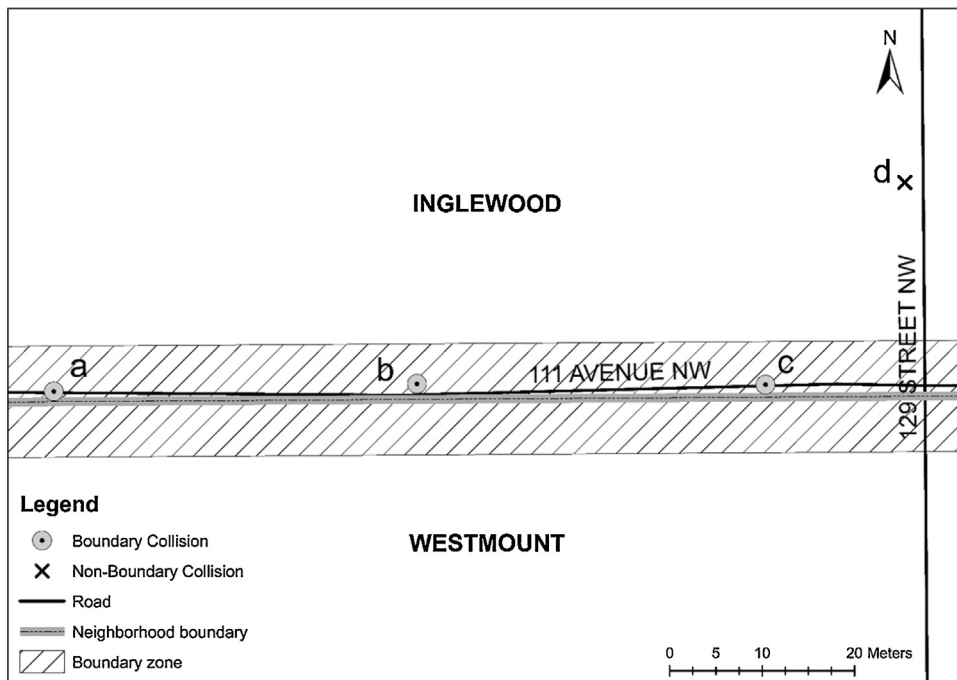 N
d
INGLEWOOD
129 STREET NW
a
b
111 AVENUE NW
c
Legend
Boundary Collision
Non-Boundary Collision
Road
Neighborhood boundary
Boundary zone
WESTMOUNT
0 5 10 20 Meters